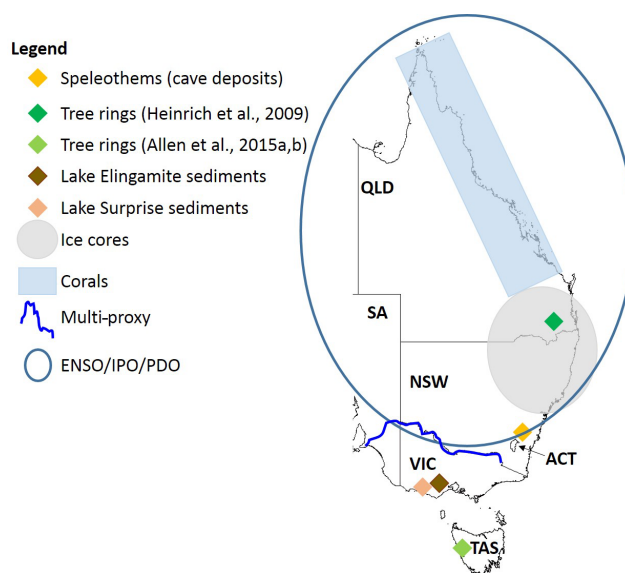 Legend
Speleothems (cave deposits)
Tree rings (Heinrich et al., 2009)
Tree rings (Allen et al., 2015a,b)
Lake Elingamite sediments
Lake Surprise sediments
Ice cores
Corals
Multi-proxy
ENSO/IPO/PDO
QLD
SA
NSW
VIC
ACT
TAS